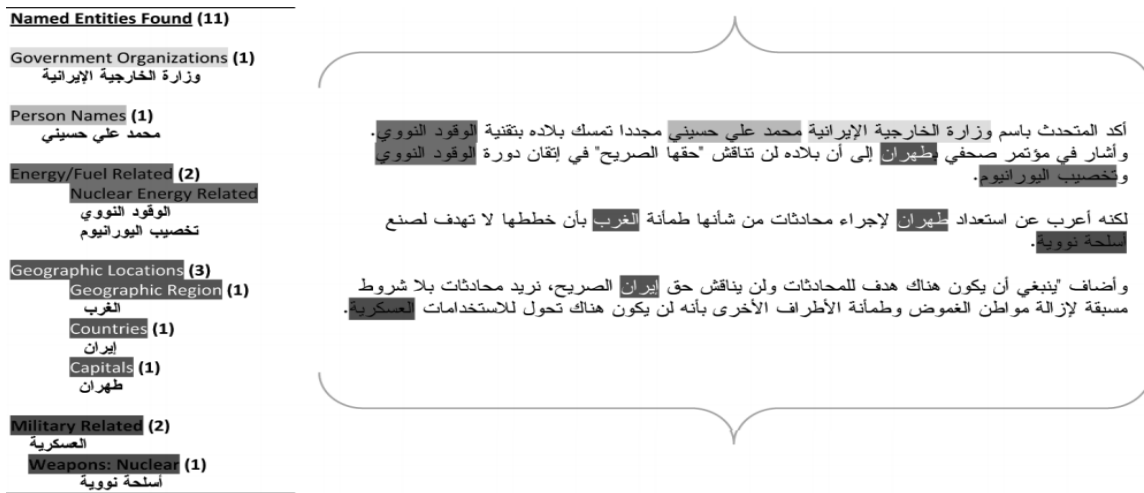 Named Entities Found (11)
Government Organizations (1)
وزارة الخارجية الإيرانية
Person Names (1)
محمد علي حسيني
Energy/Fuel Related (2)
Nuclear Energy Related
الوقود النووي
تخصيب اليورانيوم
Geographic Locations (3)
Geographic Region (1)
الغرب
Countries (1)
إيران
Capitals (1)
طهران
Military Related (2)
العسكرية
Weapons: Nuclear (1)
أسلحة نووية
أكد المتحدث باسم وزارة الخارجية الإيرانية محمد علي حسيني مجددا تمسك بلاده بتقنية الوقود النووي.
وأشار في مؤتمر صحفي بطهران إلى أن بلاده لن تناقش "حقها الصريح" في إتقان دورة الوقود النووي
وتخصيب اليورانيوم.
لكنه أعرب عن استعداد طهران لإجراء محادثات من شأنها طمأنة الغرب بأن خططها لا تهدف لصنع
أسلحة نووية.
وأضاف "ينبغي أن يكون هناك هدف للمحادثات ولن يناقش حق إيران الصريح، نريد محادثات بلا شروط
مسبقة لإزالة مواطن الغموض وطمأنة الأطراف الأخرى بأنه لن يكون هناك تحول للاستخدامات العسكرية.